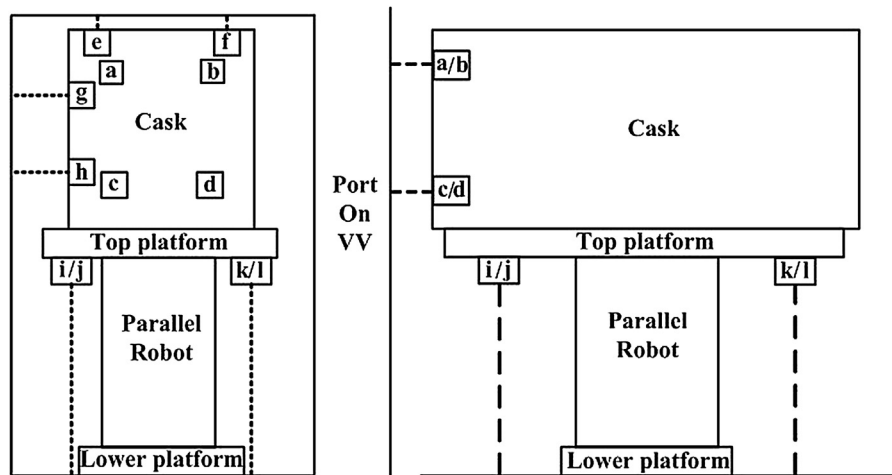 e
f
a
b
g
Cask
h
c
d
Top platform
i/j
k/l
Parallel
Robot
Lower platform
Port
On
VV
a/b
Cask
c/d
Top platform
i/j
k/l
Parallel
Robot
Lower platform